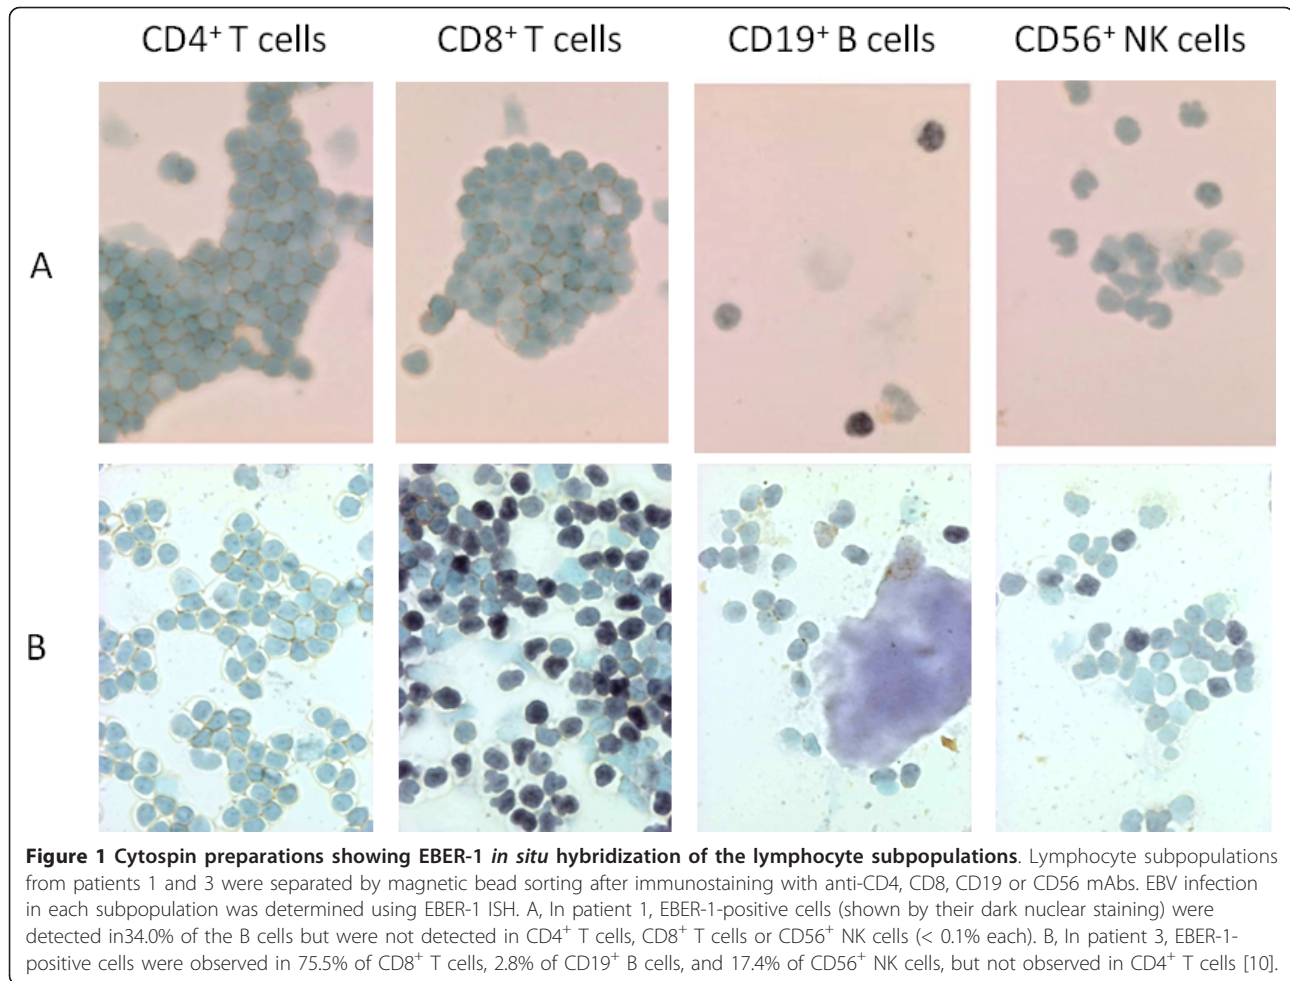 CD4⁺ T cells CD8⁺ T cells CD19⁺ B cells CD56⁺ NK cells
A
B
Figure 1 Cytospin preparations showing EBER-1 in situ hybridization of the lymphocyte subpopulations. Lymphocyte subpopulations
from patients 1 and 3 were separated by magnetic bead sorting after immunostaining with anti-CD4, CD8, CD19 or CD56 mAbs. EBV infection
in each subpopulation was determined using EBER-1 ISH. A, In patient 1, EBER-1-positive cells (shown by their dark nuclear staining) were
detected in34.0% of the B cells but were not detected in CD4⁺ T cells, CD8⁺ T cells or CD56⁺ NK cells (< 0.1% each). B, In patient 3, EBER-1-
positive cells were observed in 75.5% of CD8⁺ T cells, 2.8% of CD19⁺ B cells, and 17.4% of CD56⁺ NK cells, but not observed in CD4⁺ T cells [10].